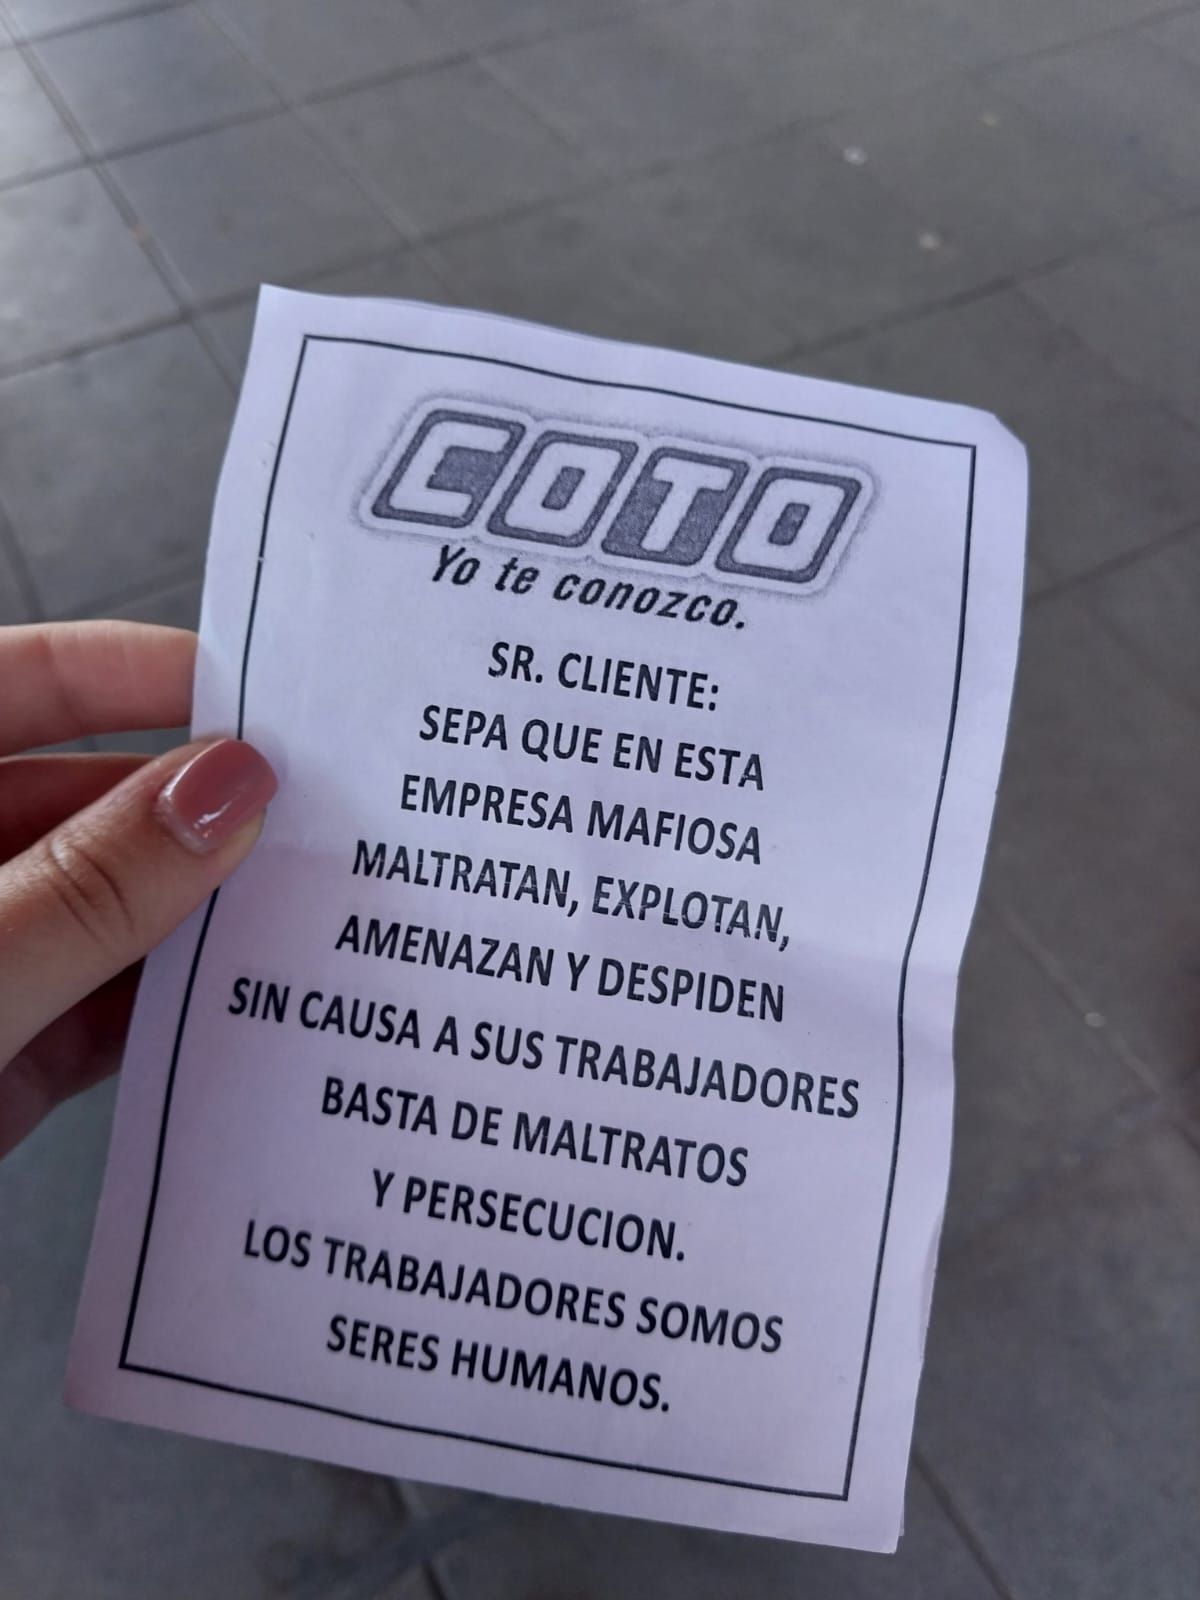 COTO
Yo te conozco.
SR. CLIENTE:
SEPA QUE EN ESTA
EMPRESA MAFIOSA
MALTRATAN, EXPLOTAN,
AMENAZAN Y DESPIDEN
SIN CAUSA A SUS TRABAJADORES
BASTA DE MALTRATOS
Y PERSECUCION.
LOS TRABAJADORES SOMOS
SERES HUMANOS.